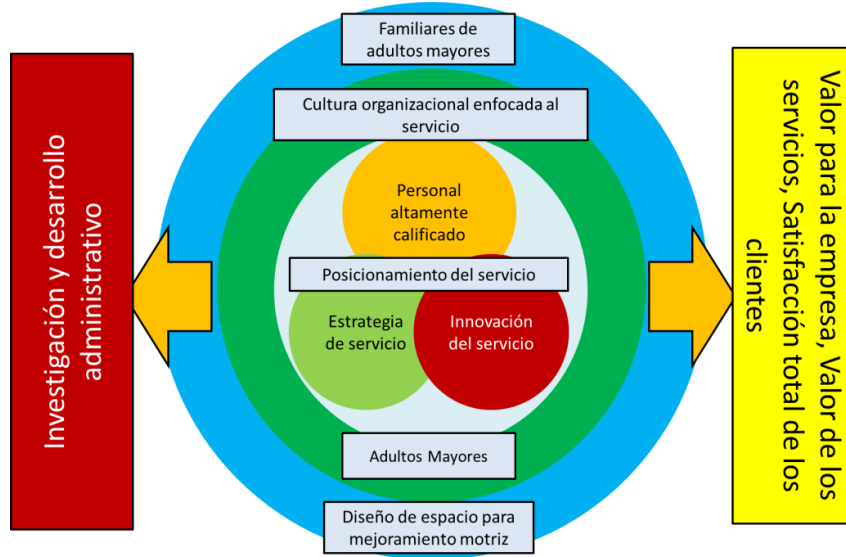 Familiares de
adultos mayores
Cultura organizacional enfocada al
servicio
Personal
altamente
calificado
Posicionamiento del servicio
Estrategia
de servicio
Innovación
del servicio
Adultos Mayores
Diseño de espacio para
mejoramiento motriz
Investigación y desarrollo
administrativo
Valor para la empresa, Valor de los
servicios, Satisfacción total de los
clientes